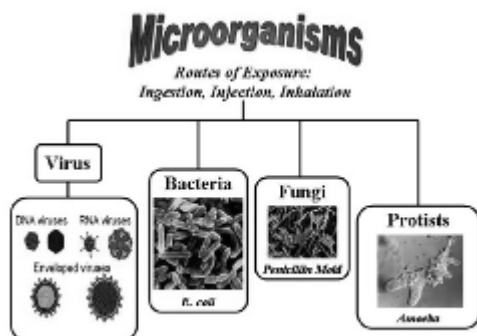 Microorganisms
Routes of Exposure:
Ingestion, Injection, Inhalation
Virus
DNA viruses RNA viruses
Enveloped viruses
Bacteria
E. coli
Fungi
Penicillin Mold
Protists
Amoeba